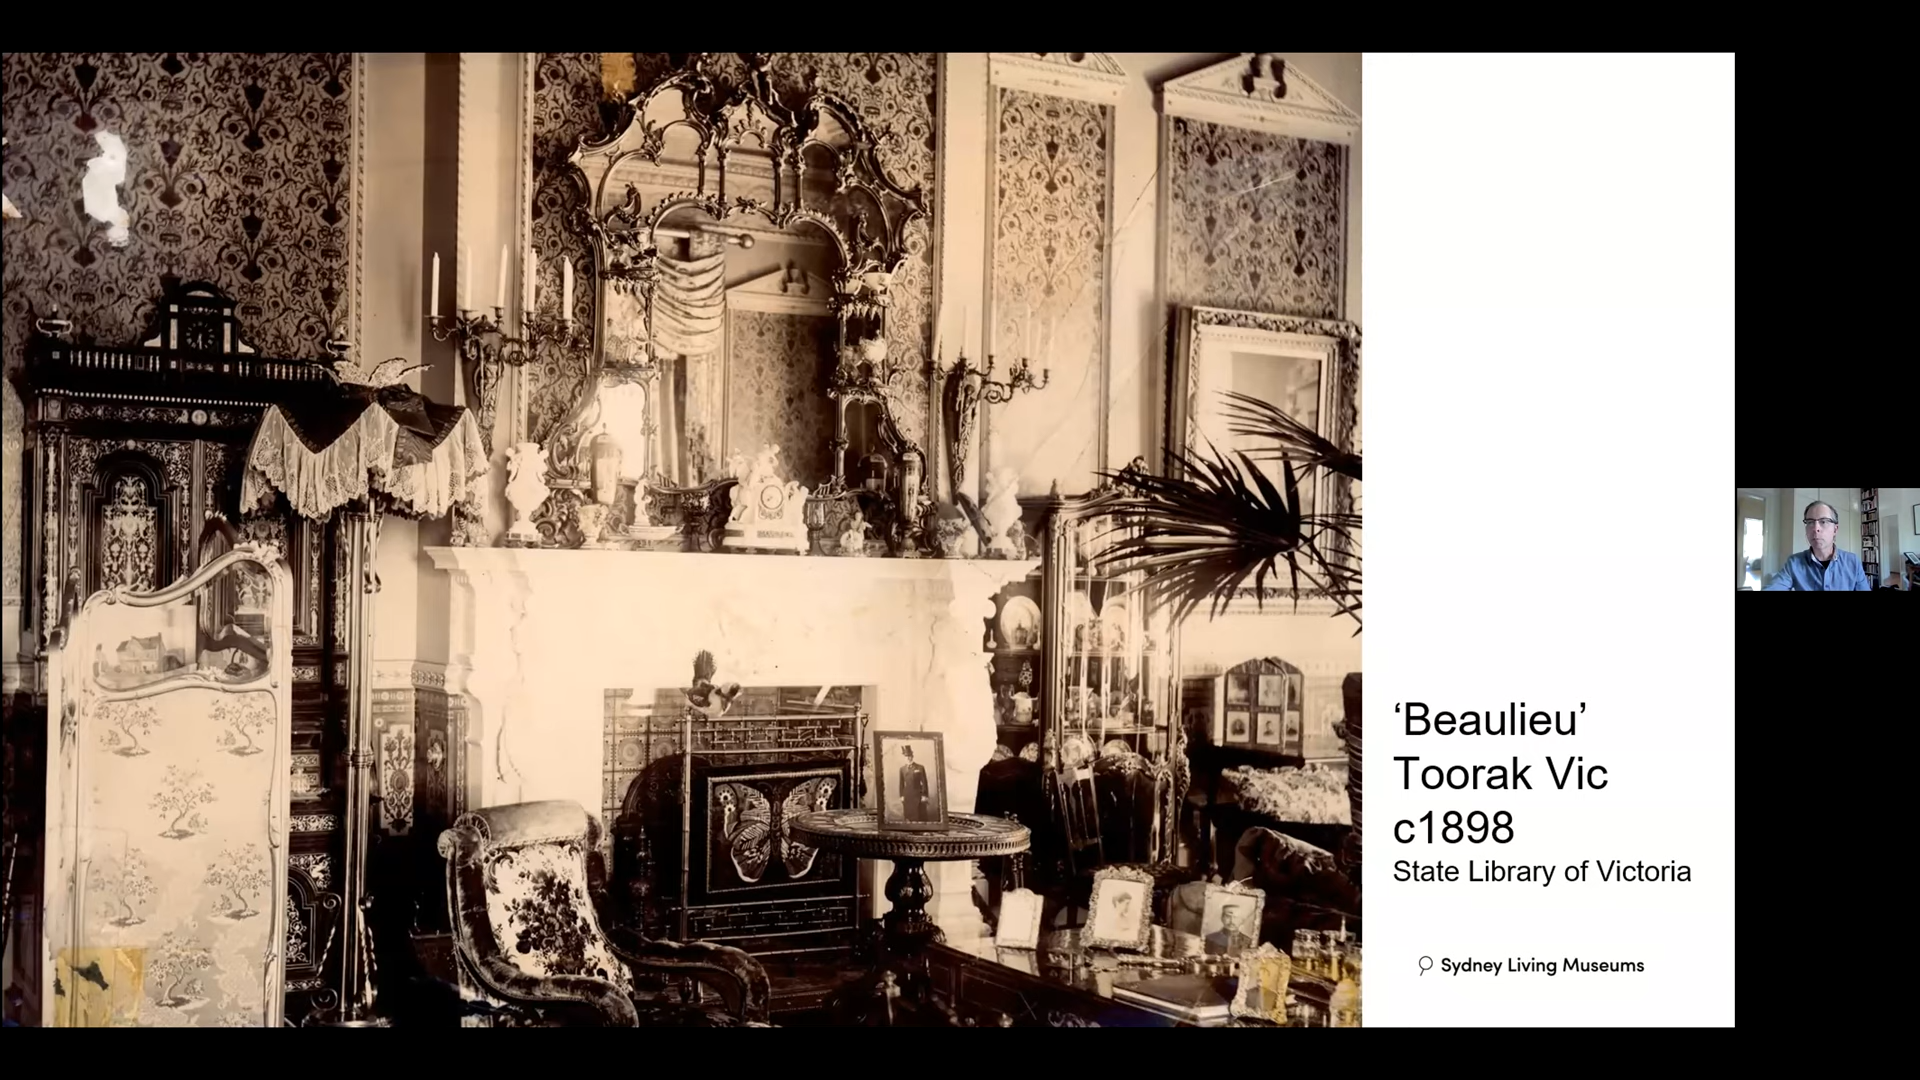 ‘Beaulieu’
Toorak Vic
c1898
State Library of Victoria
Sydney Living Museums